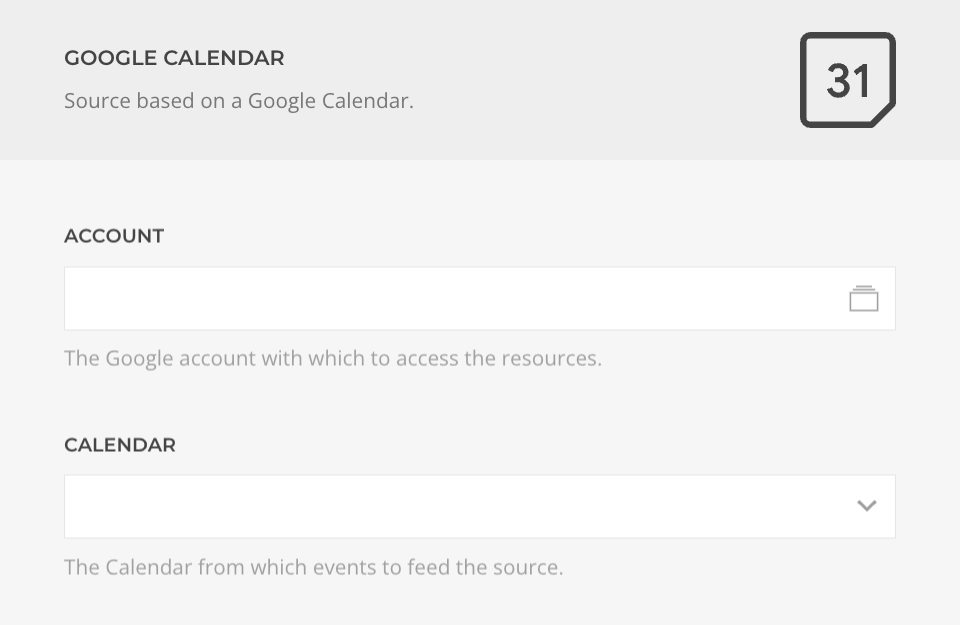 GOOGLE CALENDAR
Source based on a Google Calendar.
31
ACCOUNT
The Google account with which to access the resources.
CALENDAR
The Calendar from which events to feed the source.